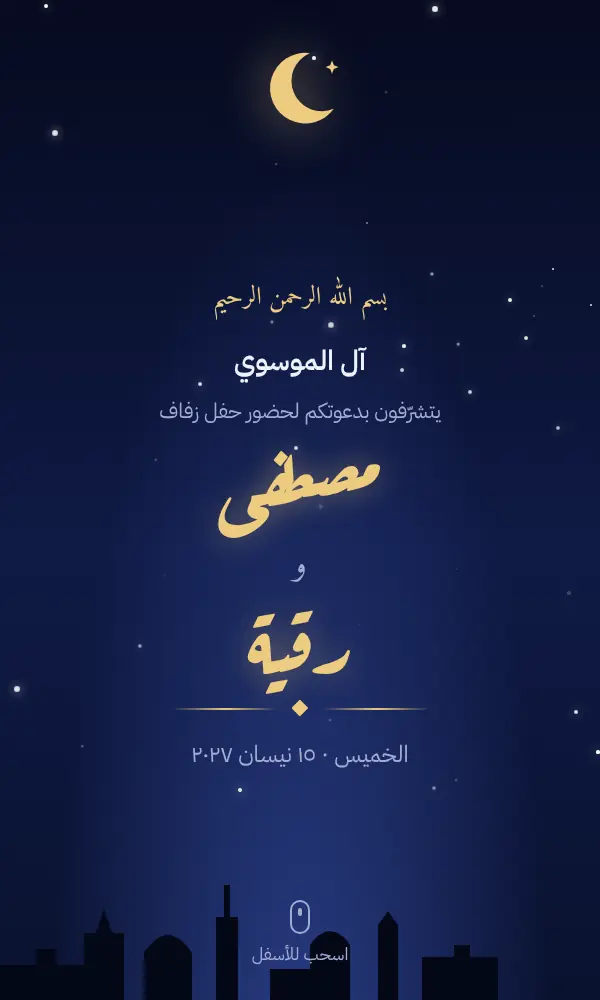 بسم الله الرحمن الرحيم
آل الموسوي
يتشرّفون بدعوتكم لحضور حفل زفاف
مصطفى
و
رقية
الخميس · ١٥ نيسان ٢٠٢٧
اسحب للأسفل